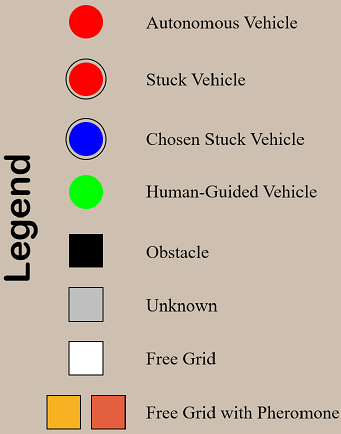 Legend
Autonomous Vehicle
Stuck Vehicle
Chosen Stuck Vehicle
Human-Guided Vehicle
Obstacle
Unknown
Free Grid
Free Grid with Pheromone